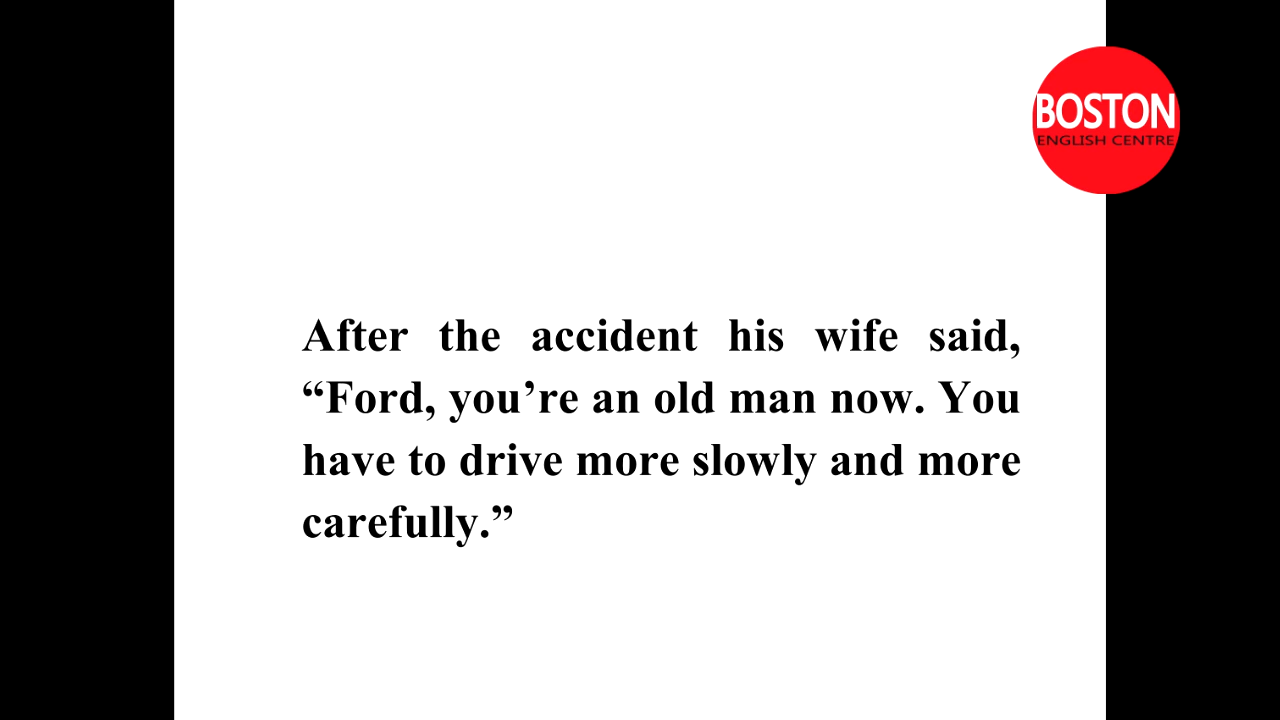 BOSTON
ENGLISH CENTRE
After the accident his wife said,
“Ford, you’re an old man now. You
have to drive more slowly and more
carefully.”